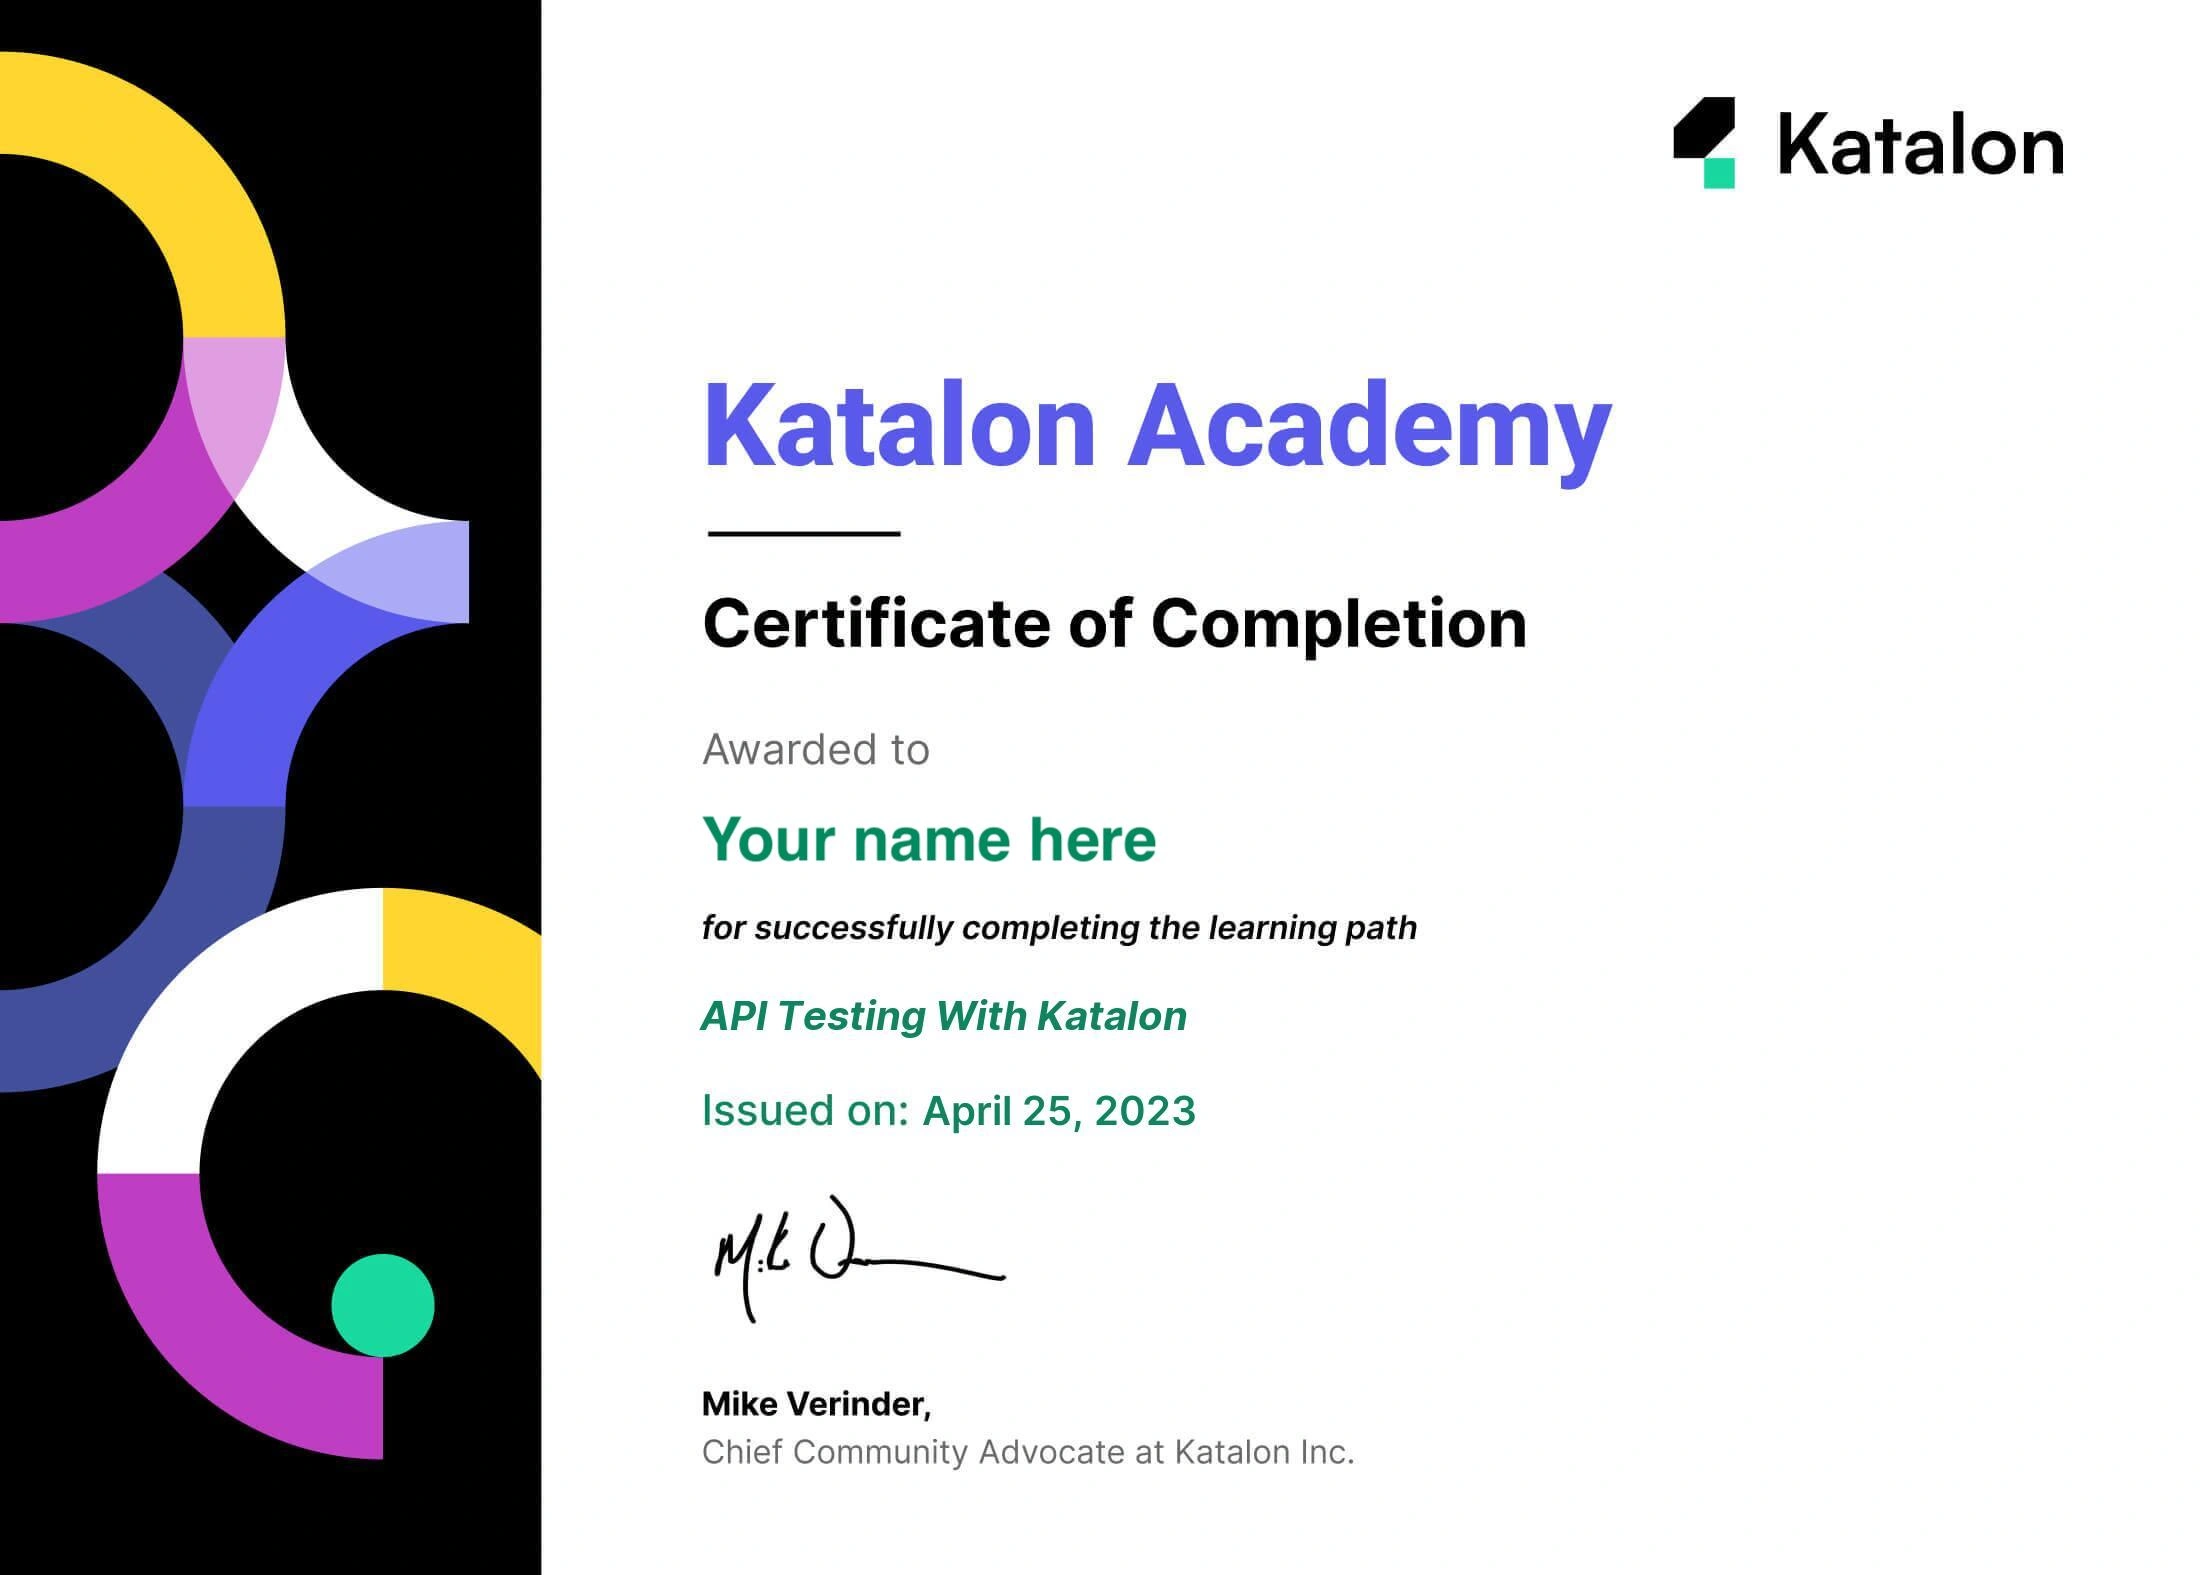 Katalon
Katalon Academy
Certificate of Completion
Awarded to
Your name here
for successfully completing the learning path
API Testing With Katalon
Issued on: April 25, 2023
Mike Verinder,
Chief Community Advocate at Katalon Inc.